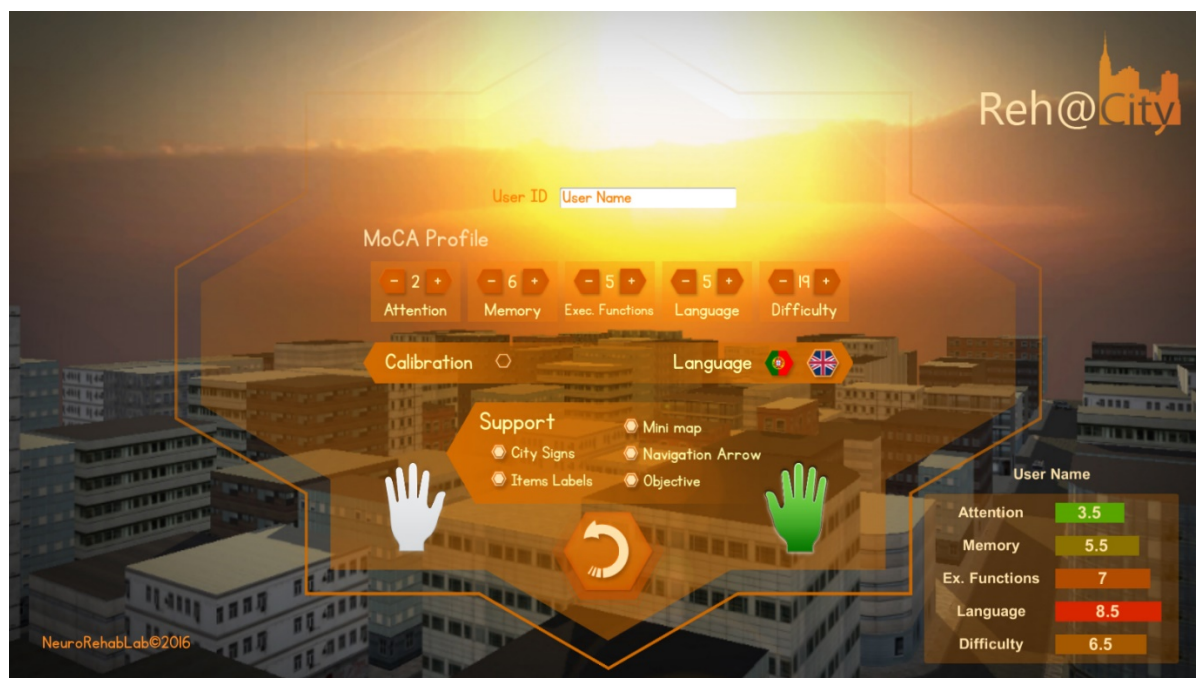 Reh@City
User ID User Name
MoCA Profile
- 2 + - 6 + - 5 + - 5 + - 19 +
Attention Memory Exec. Functions Language Difficulty
Calibration Language
Support
Mini map
City Signs Navigation Arrow
Items Labels Objective
User Name
Attention 3.5
Memory 5.5
Ex. Functions 7
Language 8.5
Difficulty 6.5
NeuroRehabLab©2016